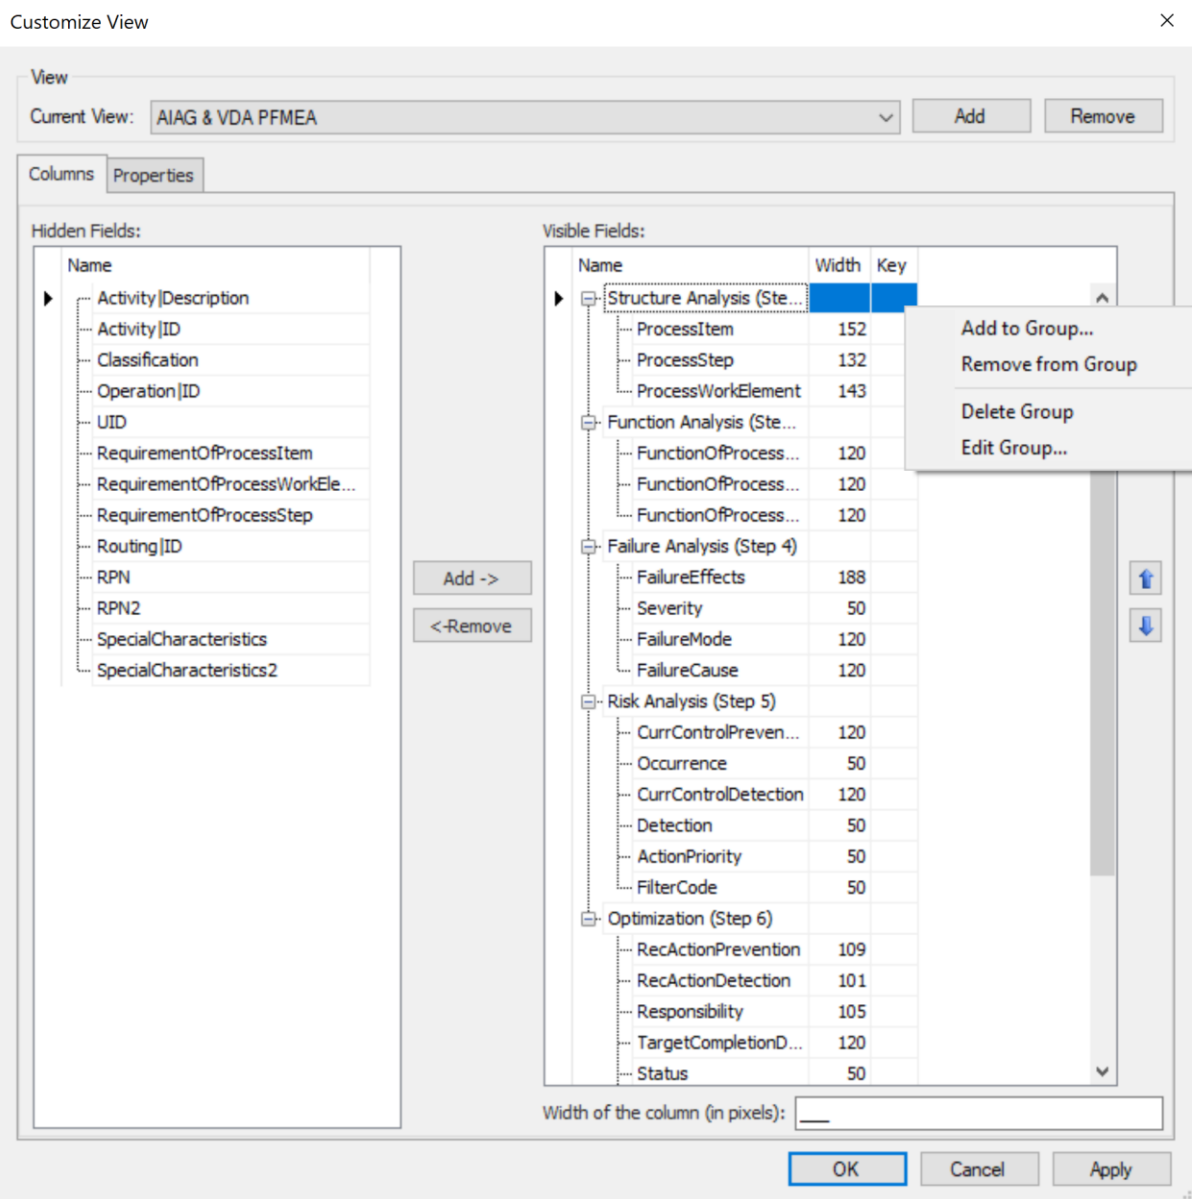 Customize View
View
Current View: AIAG & VDA PFMEA Add Remove
Columns Properties
Hidden Fields:
Name
Activity|Description
Activity|ID
Classification
Operation|ID
UID
RequirementOfProcessItem
RequirementOfProcessWorkEle...
RequirementOfProcessStep
Routing|ID
RPN
RPN2
SpecialCharacteristics
SpecialCharacteristics2
Add ->
<-Remove
Visible Fields:
Name Width Key
Structure Analysis (Ste...
ProcessItem 152
ProcessStep 132
ProcessWorkElement 143
Function Analysis (Ste...
FunctionOfProcess... 120
FunctionOfProcess... 120
FunctionOfProcess... 120
Failure Analysis (Step 4)
FailureEffects 188
Severity 50
FailureMode 120
FailureCause 120
Risk Analysis (Step 5)
CurrControlPreven... 120
Occurrence 50
CurrControlDetection 120
Detection 50
ActionPriority 50
FilterCode 50
Optimization (Step 6)
RecActionPrevention 109
RecActionDetection 101
Responsibility 105
TargetCompletionD... 120
Status 50
Add to Group...
Remove from Group
Delete Group
Edit Group...
Width of the column (in pixels): ___
OK Cancel Apply